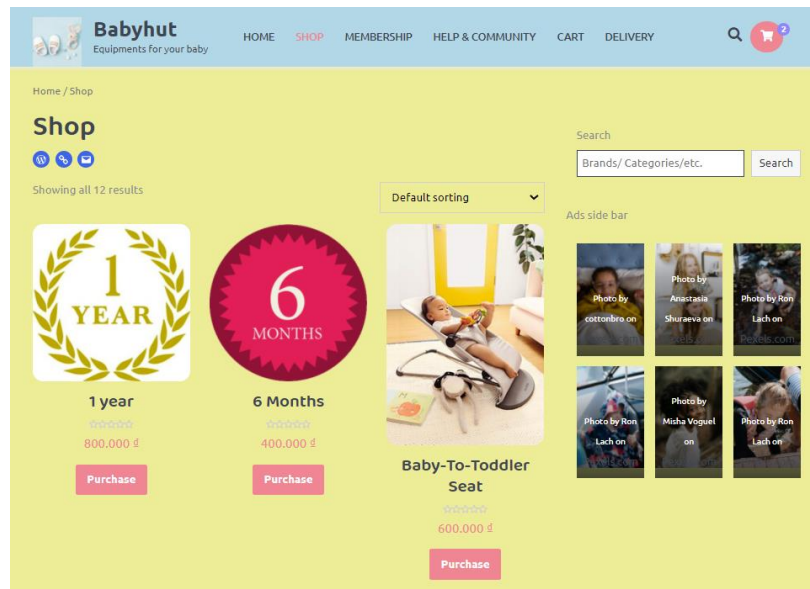 Babyhut
Equipments for your baby
HOME
SHOP
MEMBERSHIP
HELP & COMMUNITY
CART
DELIVERY
2
Home / Shop
Shop
Showing all 12 results
Default sorting
1
YEAR
1 year
800.000 ₫
Purchase
6
MONTHS
6 Months
400.000 ₫
Purchase
Baby-To-Toddler
Seat
600.000 ₫
Purchase
Search
Brands/ Categories/etc.
Search
Ads side bar
Photo by
cottonbro on
Photo by
Anastasia
Shuraeva on
Photo by Ron
Lach on
Pexels.com
Photo by Ron
Lach on
Photo by
Misha Voguel
on
Photo by Ron
Lach on